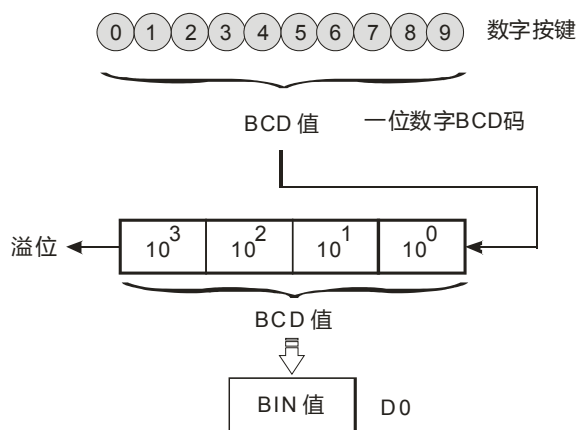 0 1 2 3 4 5 6 7 8 9 数字按键
BCD 值 一位数字BCD码
溢位 10^3 10^2 10^1 10^0
BCD 值
BIN 值 D0